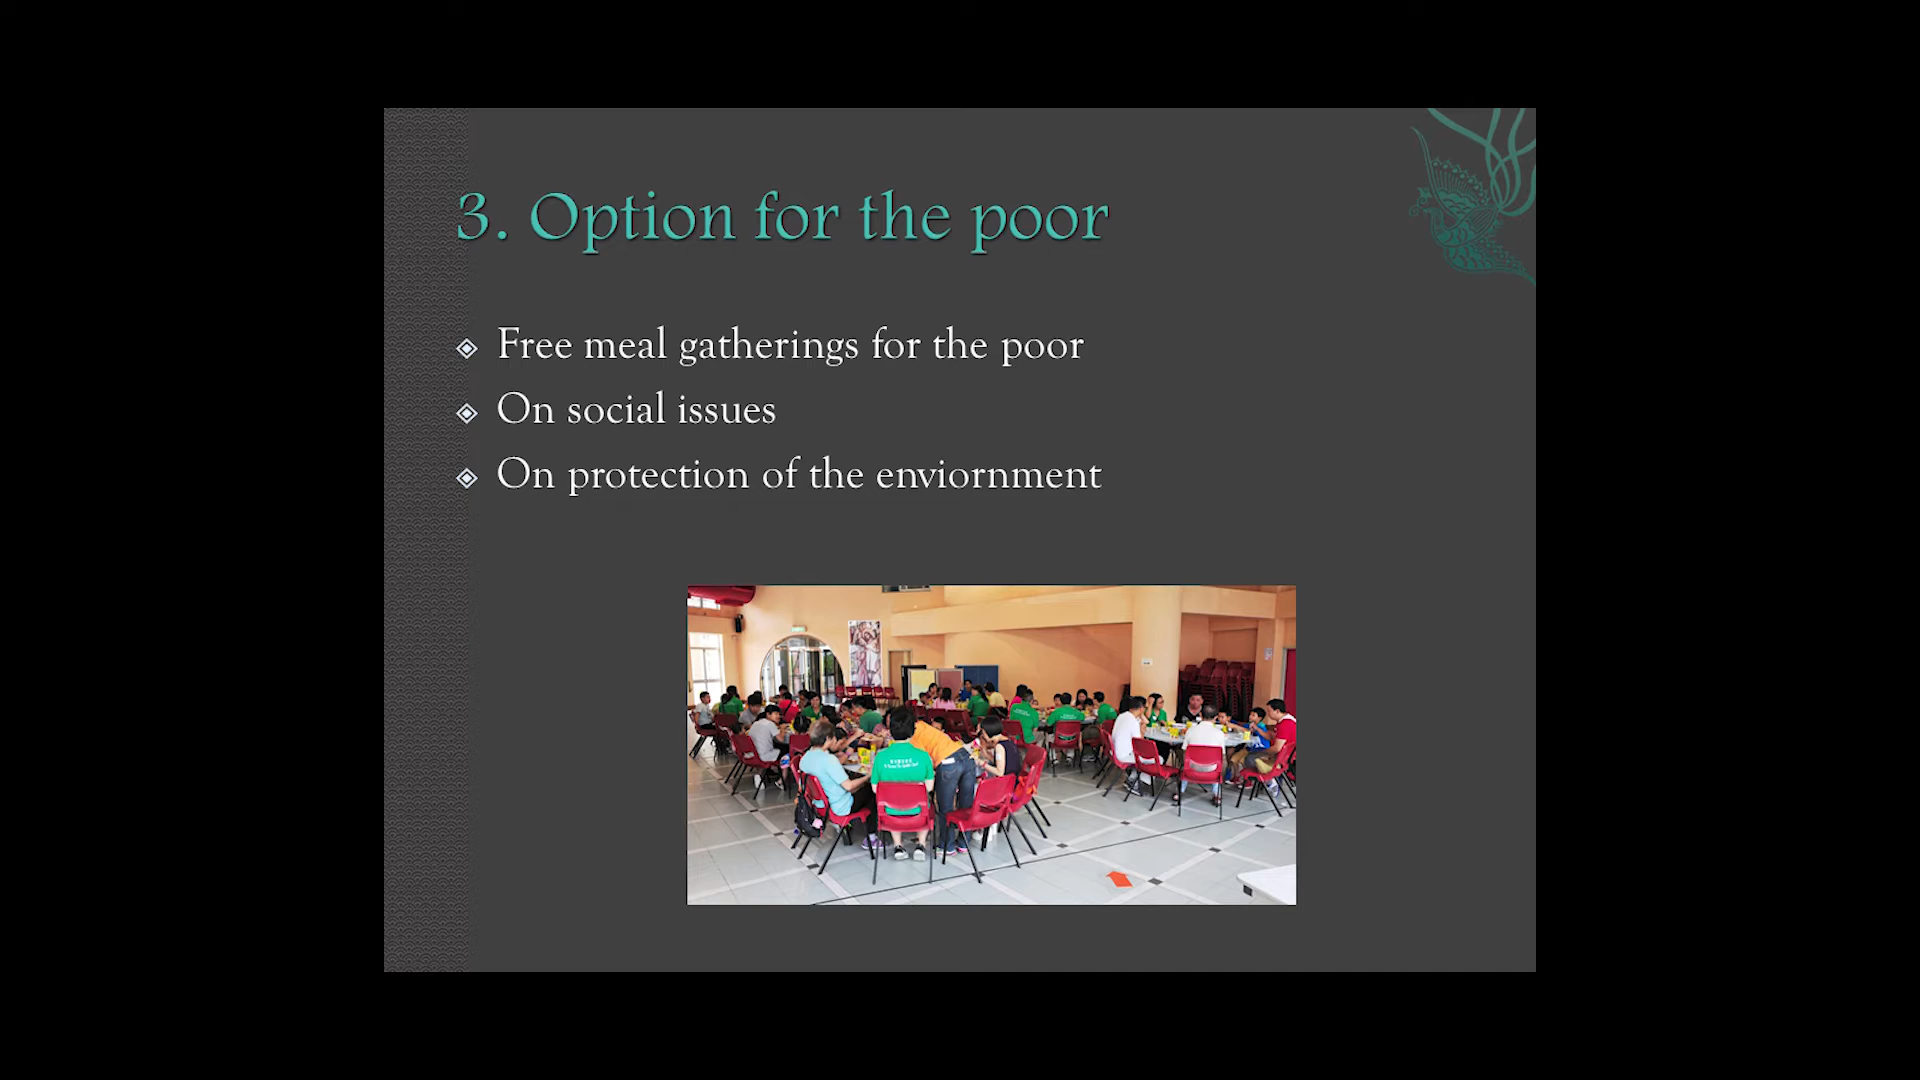 3. Option for the poor
Free meal gatherings for the poor
On social issues
On protection of the enviornment